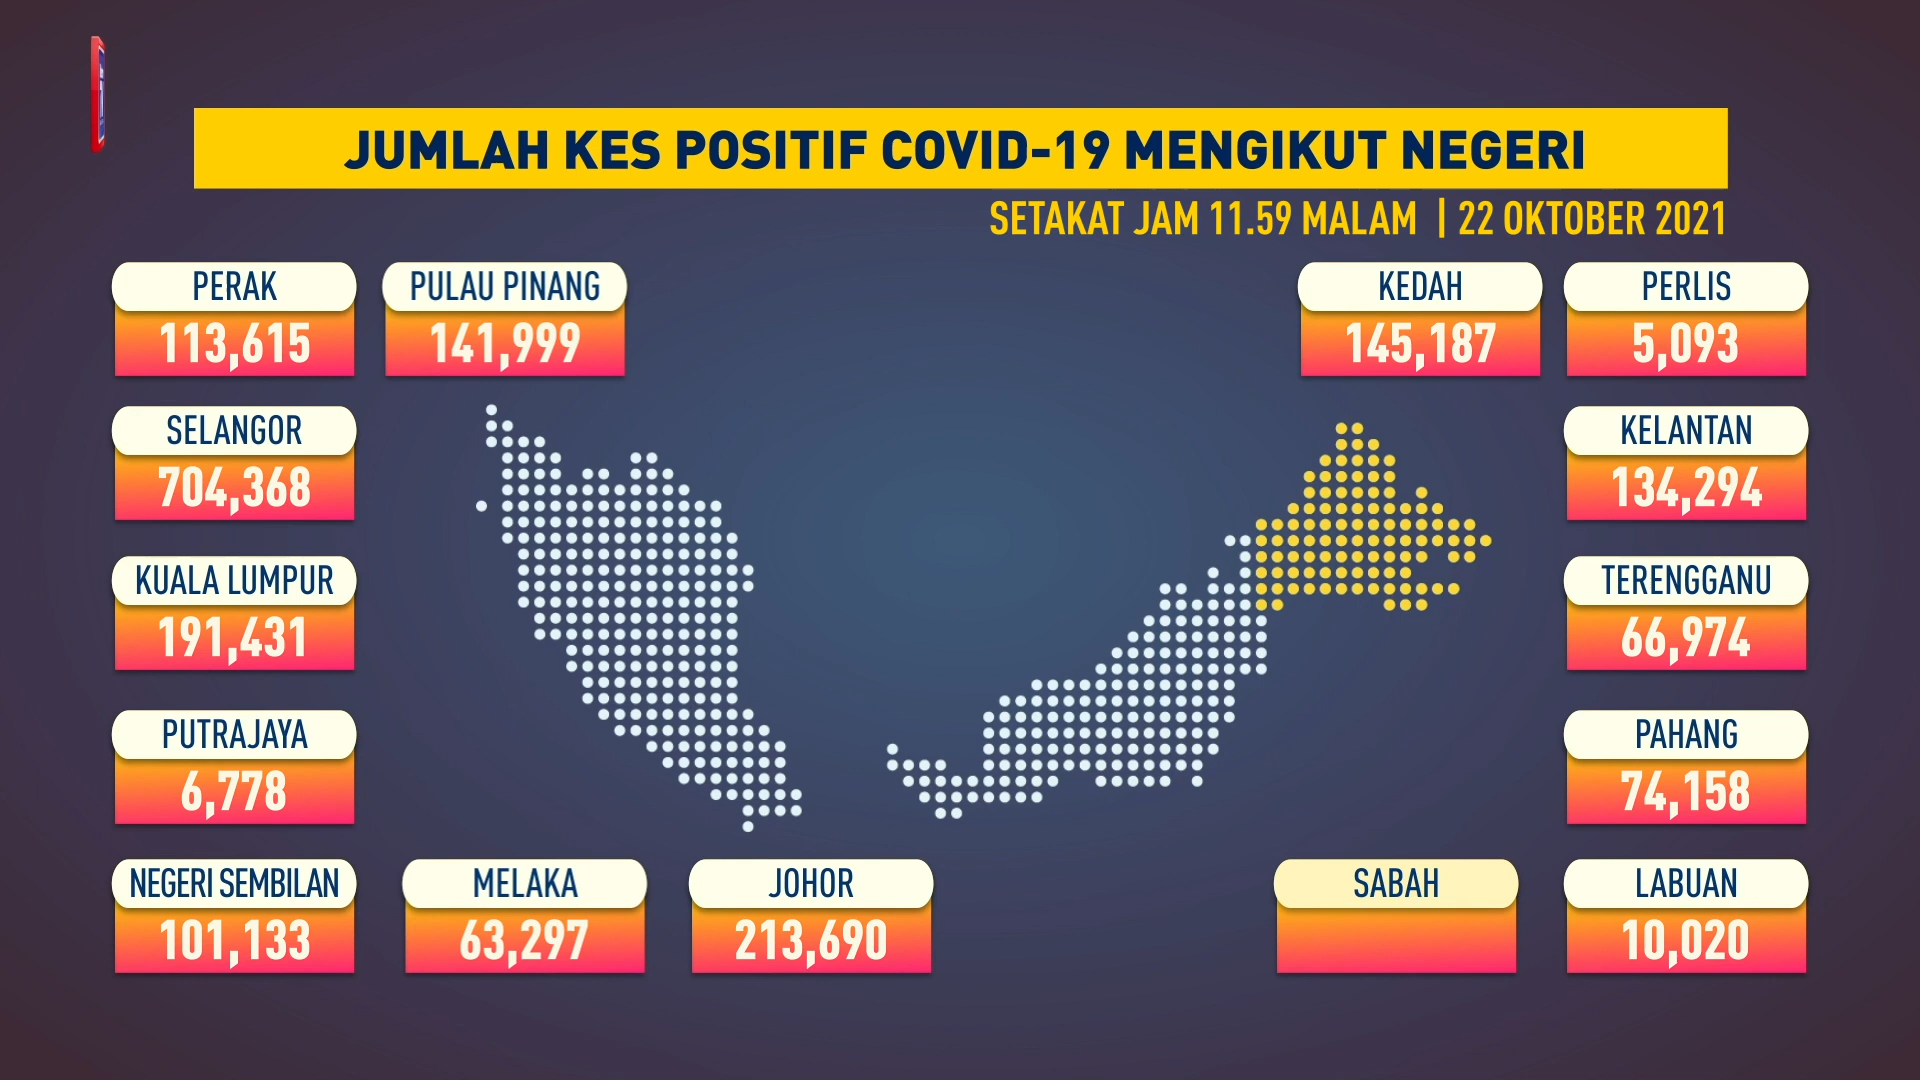 JUMLAH KES POSITIF COVID-19 MENGIKUT NEGERI
SETAKAT JAM 11.59 MALAM | 22 OKTOBER 2021
PERAK
113,615
PULAU PINANG
141,999
KEDAH
145,187
PERLIS
5,093
SELANGOR
704,368
KELANTAN
134,294
KUALA LUMPUR
191,431
TERENGGANU
66,974
PUTRAJAYA
6,778
PAHANG
74,158
NEGERI SEMBILAN
101,133
MELAKA
63,297
JOHOR
213,690
SABAH
LABUAN
10,020